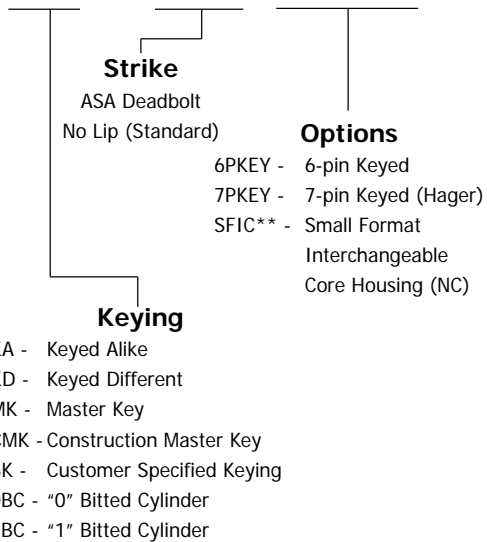 Strike
ASA Deadbolt
No Lip (Standard)
Options
6PKEY - 6-pin Keyed
7PKEY - 7-pin Keyed (Hager)
SFIC** - Small Format
Interchangeable
Core Housing (NC)
Keying
KA - Keyed Alike
KD - Keyed Different
MK - Master Key
CMK - Construction Master Key
- Customer Specified Keying
- "0" Bitted Cylinder
- "1" Bitted Cylinder